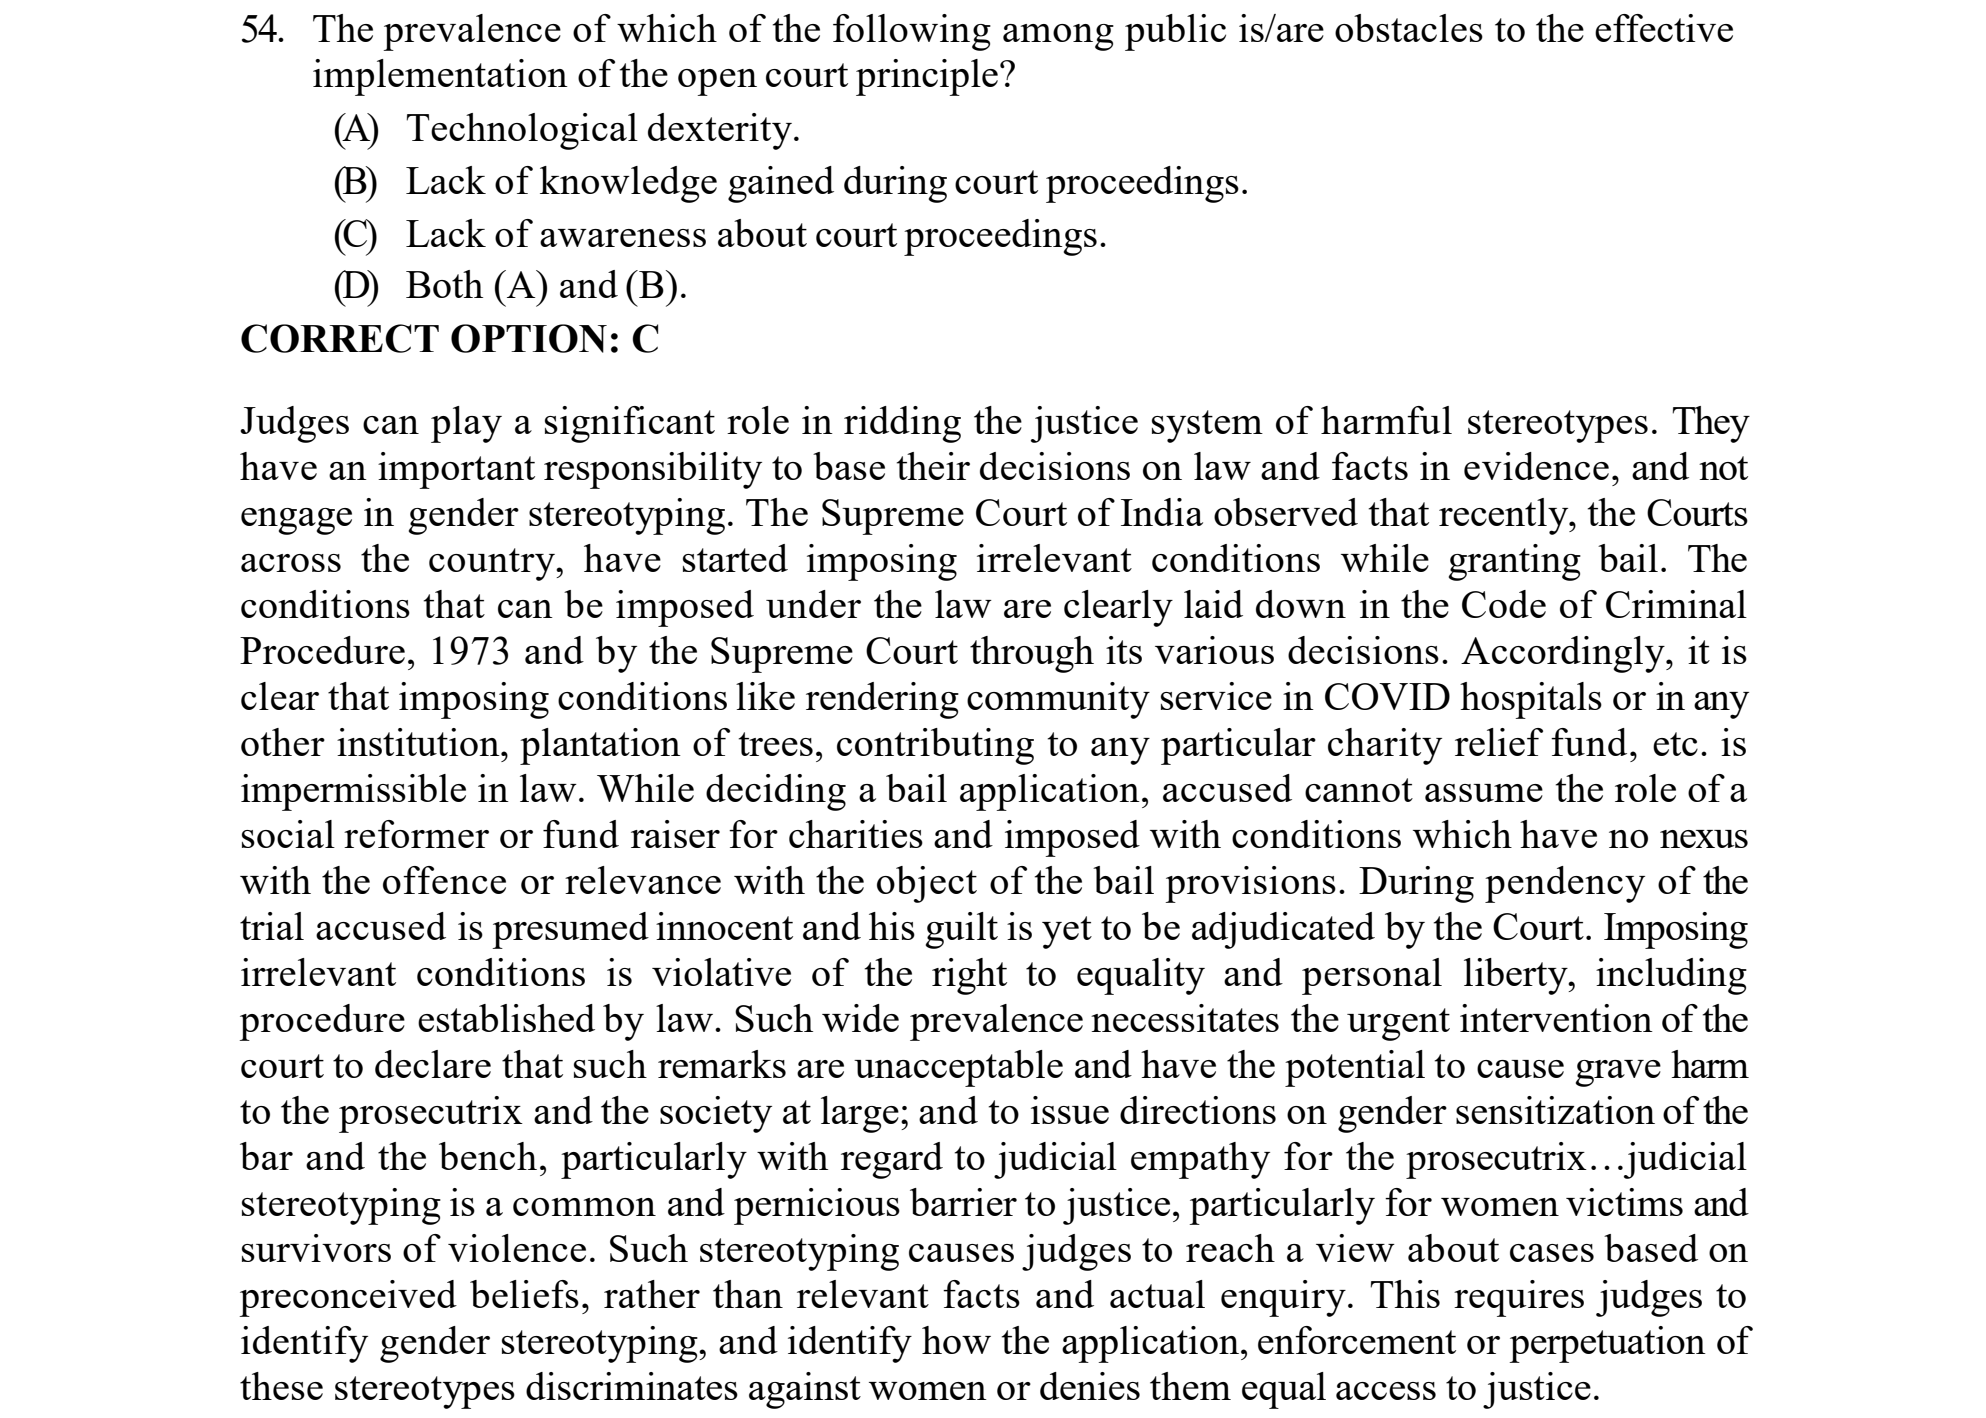 54. The prevalence of which of the following among public is/are obstacles to the effective
implementation of the open court principle?
(A) Technological dexterity.
(B) Lack of knowledge gained during court proceedings.
(C) Lack of awareness about court proceedings.
(D) Both (A) and (B).
CORRECT OPTION: C
Judges can play a significant role in ridding the justice system of harmful stereotypes. They
have an important responsibility to base their decisions on law and facts in evidence, and not
engage in gender stereotyping. The Supreme Court of India observed that recently, the Courts
across the country, have started imposing irrelevant conditions while granting bail. The
conditions that can be imposed under the law are clearly laid down in the Code of Criminal
Procedure, 1973 and by the Supreme Court through its various decisions. Accordingly, it is
clear that imposing conditions like rendering community service in COVID hospitals or in any
other institution, plantation of trees, contributing to any particular charity relief fund, etc. is
impermissible in law. While deciding a bail application, accused cannot assume the role of a
social reformer or fund raiser for charities and imposed with conditions which have no nexus
with the offence or relevance with the object of the bail provisions. During pendency of the
trial accused is presumed innocent and his guilt is yet to be adjudicated by the Court. Imposing
irrelevant conditions is violative of the right to equality and personal liberty, including
procedure established by law. Such wide prevalence necessitates the urgent intervention of the
court to declare that such remarks are unacceptable and have the potential to cause grave harm
to the prosecutrix and the society at large; and to issue directions on gender sensitization of the
bar and the bench, particularly with regard to judicial empathy for the prosecutrix…judicial
stereotyping is a common and pernicious barrier to justice, particularly for women victims and
survivors of violence. Such stereotyping causes judges to reach a view about cases based on
preconceived beliefs, rather than relevant facts and actual enquiry. This requires judges to
identify gender stereotyping, and identify how the application, enforcement or perpetuation of
these stereotypes discriminates against women or denies them equal access to justice.